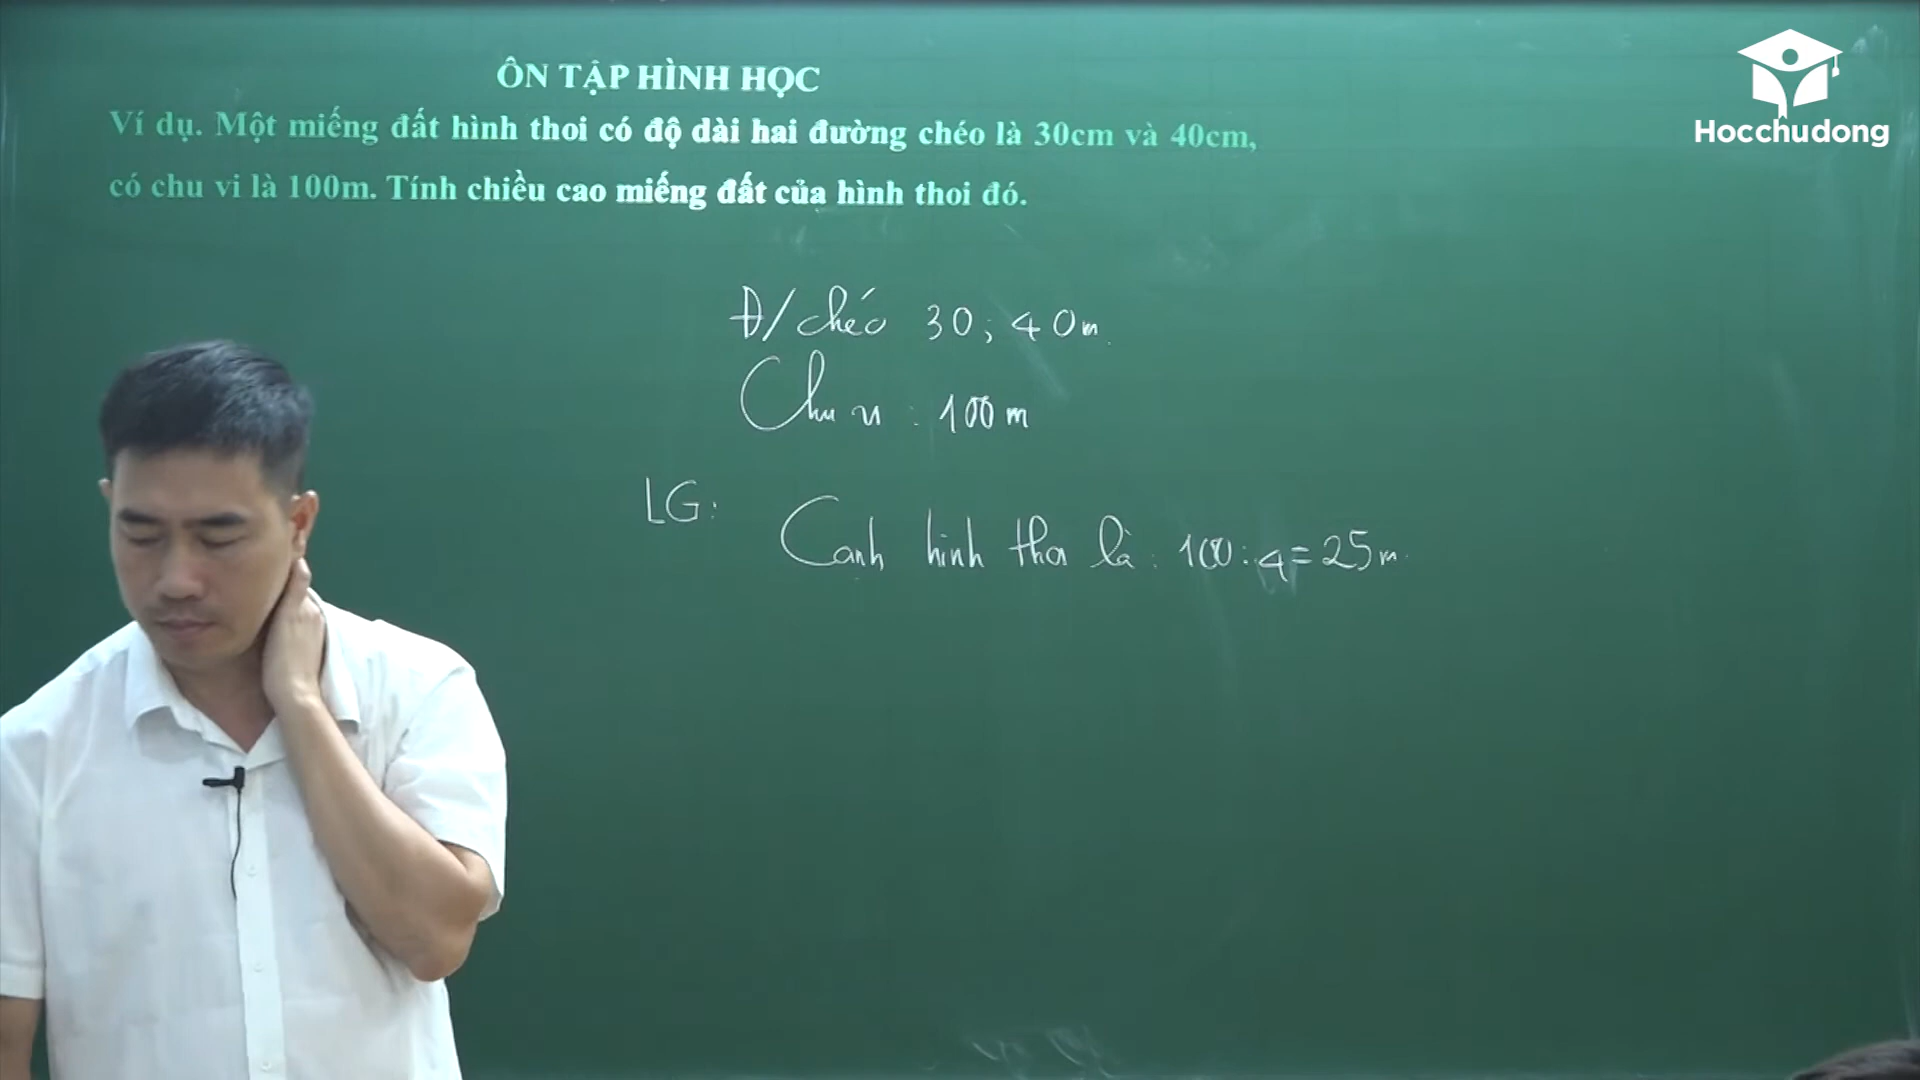 Hocchudong
ÔN TẬP HÌNH HỌC
Ví dụ. Một miếng đất hình thoi có độ dài hai đường chéo là 30cm và 40cm,
có chu vi là 100m. Tính chiều cao miếng đất của hình thoi đó.
Đ/chéo 30; 40m.
Chu vi : 100m
LG:
Canh hình thoi là: 100 : 4 = 25m.